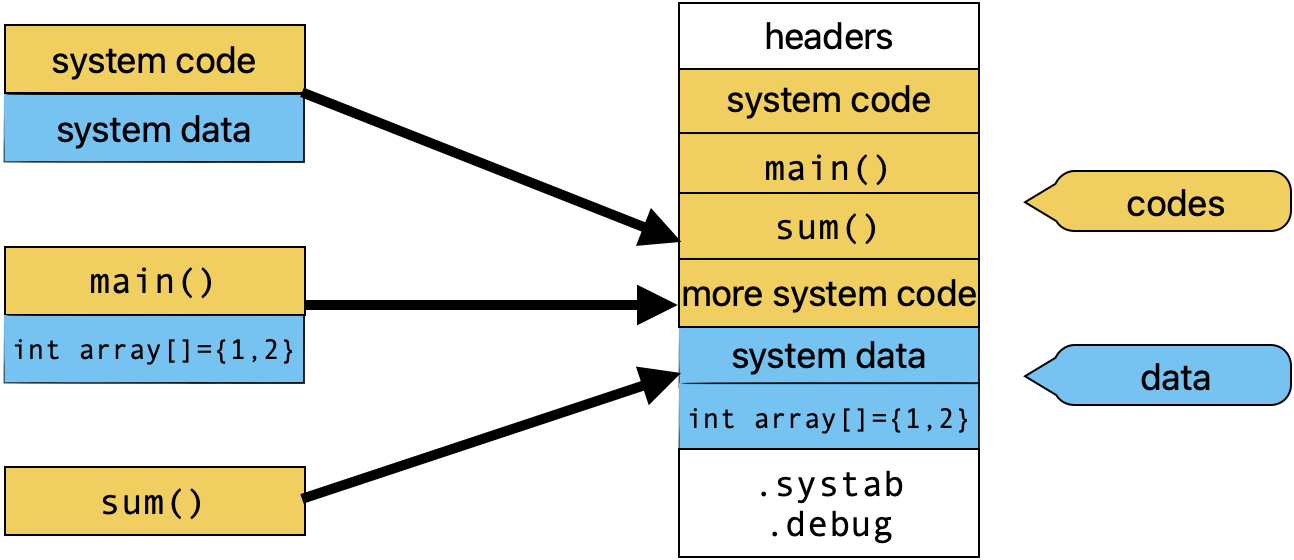 system code
system data
main()
int array[]={1,2}
sum()
headers
system code
main()
sum()
more system code
system data
int array[]={1,2}
.systab
.debug
codes
data